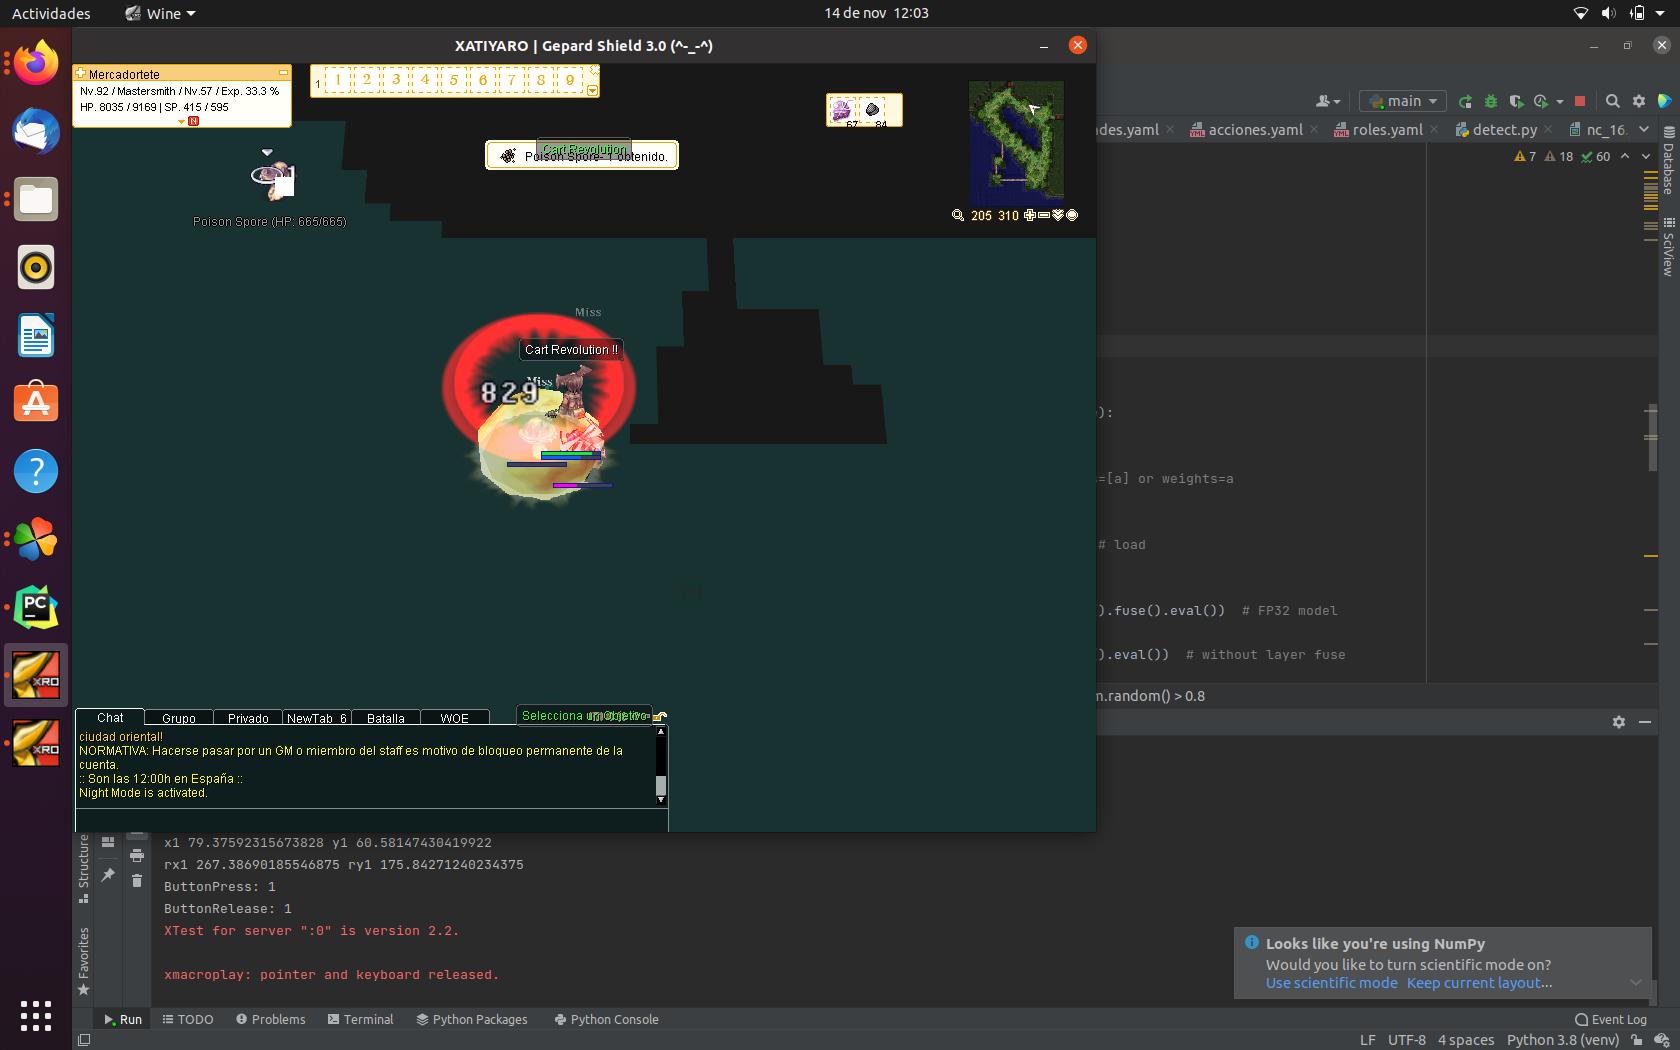 Actividades
Wine
14 de nov 12:03
XATIYARO | Gepard Shield 3.0 (^-_-^)
Mercadortete
Nv.92 / Mastersmith / Nv.57 / Exp. 33.3 %
HP. 8035 / 9169 | SP. 415 / 595
N
1 1 2 3 4 5 6 7 8 9
67 84
Cart Revolution
Poison Spore- 1 obtenido.
205 310
Poison Spore (HP: 665/665)
Miss
Cart Revolution !!
Miss
829
main
des.yaml
acciones.yaml
roles.yaml
detect.py
nc_16.
7 18 60
Database
SciView
):
=[a] or weights=a
# load
).fuse().eval()) # FP32 model
).eval()) # without layer fuse
m.random() > 0.8
Chat Grupo Privado NewTab_6 Batalla WOE
Selecciona un objetivo
ciudad oriental!
NORMATIVA: Hacerse pasar por un GM o miembro del staff es motivo de bloqueo permanente de la
cuenta.
:: Son las 12:00h en España ::
Night Mode is activated.
x1 79.37592315673828 y1 60.58147430419922
rx1 267.38690185546875 ry1 175.84271240234375
ButtonPress: 1
ButtonRelease: 1
XTest for server ":0" is version 2.2.
xmacroplay: pointer and keyboard released.
Structure
Favorites
Looks like you're using NumPy
Would you like to turn scientific mode on?
Use scientific mode Keep current layout...
Run TODO Problems Terminal Python Packages Python Console
Event Log
LF UTF-8 4 spaces Python 3.8 (venv)
PC
XRO
XRO